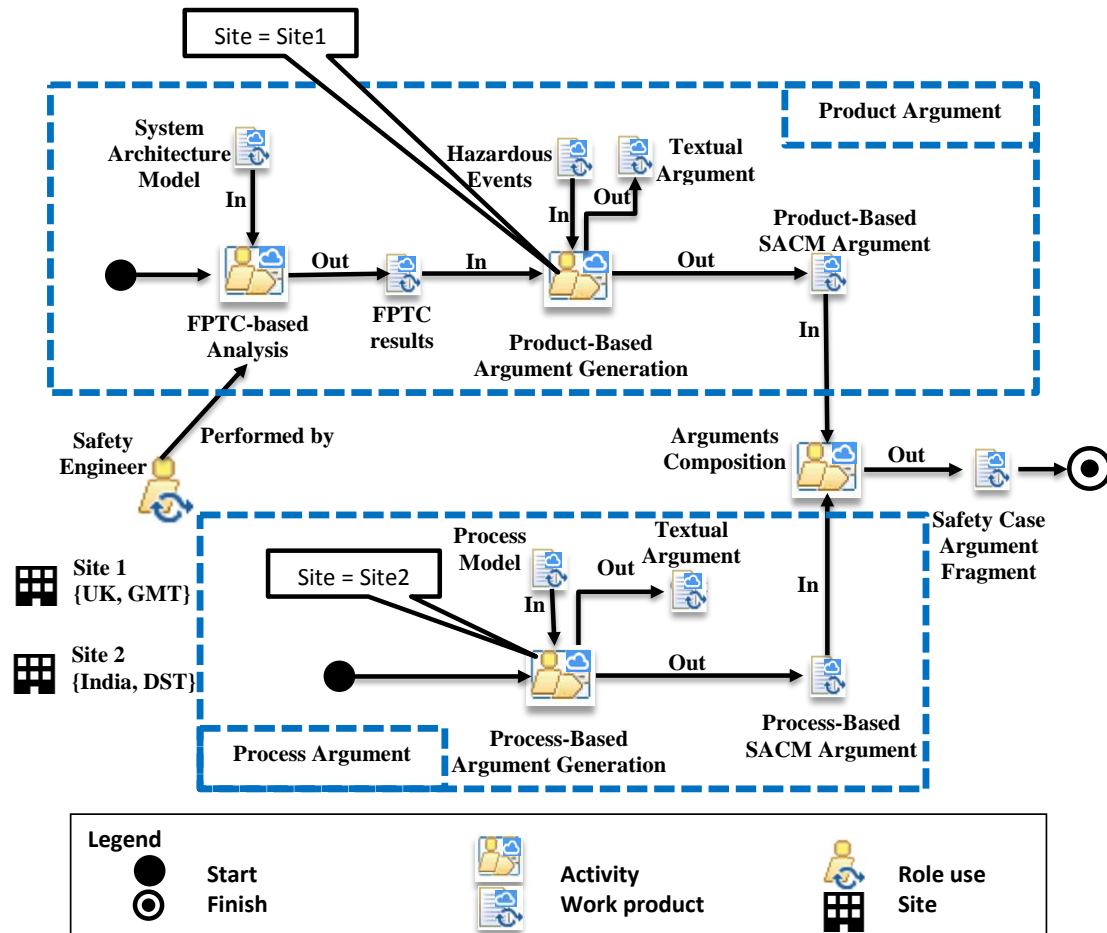 Site = Site1
Product Argument
System
Architecture
Model
Hazardous
Events
Textual
Argument
In
In
Out
Product-Based
SACM Argument
Out
In
Out
FPTC-based
Analysis
FPTC
results
Product-Based
Argument Generation
In
Safety
Engineer
Performed by
Arguments
Composition
Out
Safety Case
Argument
Fragment
Site 1
{UK, GMT}
Site 2
{India, DST}
Site = Site2
Process
Model
Textual
Argument
In
Out
In
Out
Process-Based
Argument Generation
Process-Based
SACM Argument
Process Argument
Legend
Start
Activity
Role use
Finish
Work product
Site